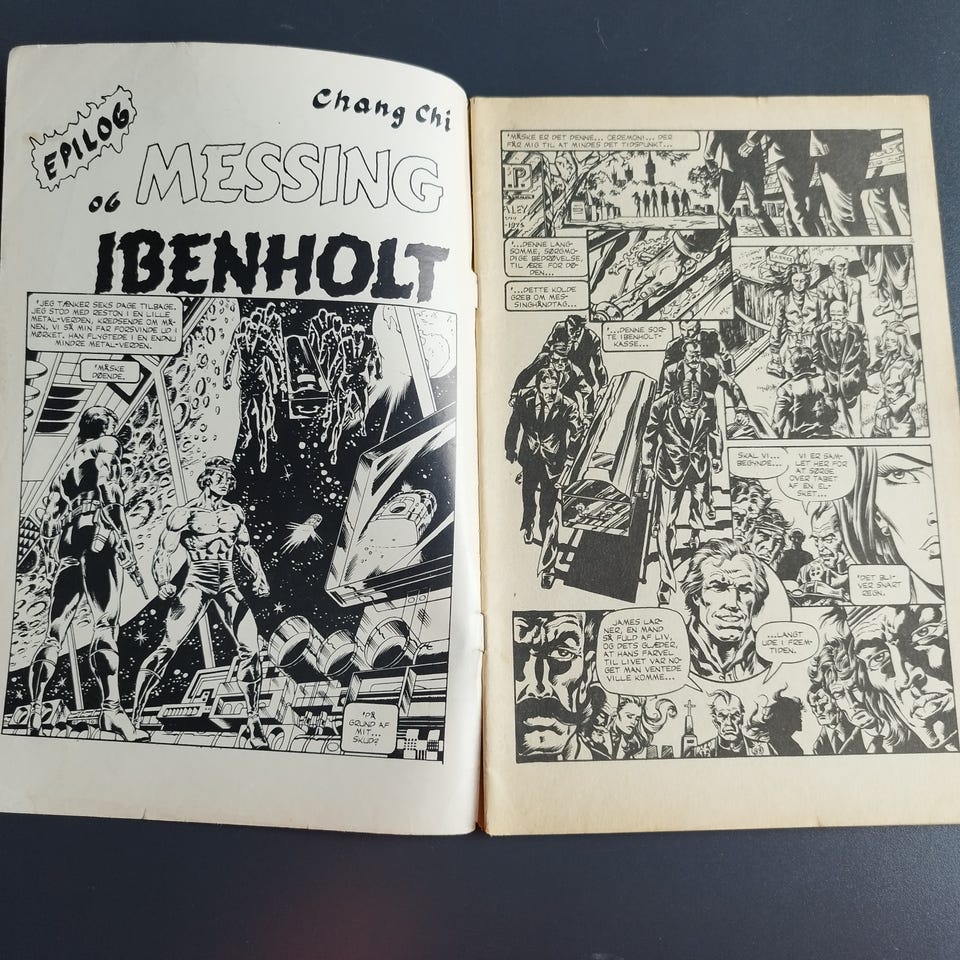 Chang Chi
EPILOG
MESSING
OG
IBENHOLT
"JEG TÆNKER SEKS DAGE TILBAGE,
JEG STOD MED RESTON I EN LILLE
METAL-VERDEN, KREDSENDE OM MÅ-
NEN, VI SÅ MIN FAR FORSVINDE UD I
MØRKET. HAN FLYGTEDE I EN ENDNU
MINDRE METAL-VERDEN.
"MÅSKE
DØENDE.
"PÅ
GRUND AF
MIT...
SKUD?
"MÅSKE ER DET DENNE... CEREMONI... DER
FÅR MIG TIL AT MINDES DET TIDSPUNKT...
"...DENNE LANG-
SOMME, SØRGMO-
DIGE BEDRØVELSE,
TIL ÆRE FOR DØ-
DEN...
"...DETTE KOLDE
GREB OM MES-
SINGHÅNDTAG...
"...DENNE SOR-
TE IBENHOLT-
KASSE...
SKAL VI...
BEGYNDE...
VI ER SAM-
LET HER FOR
AT SØRGE
OVER TABET
AF EN EL-
SKET...
"DET BLI-
VER SNART
REGN.
JAMES LAR-
NER, EN MAND
SÅ FULD AF LIV,
OG DETS GLÆDER,
AT HANS FARVEL
TIL LIVET VAR NO-
GET MAN VENTEDE
VILLE KOMME...
...LANGT
UDE I FREM-
TIDEN.